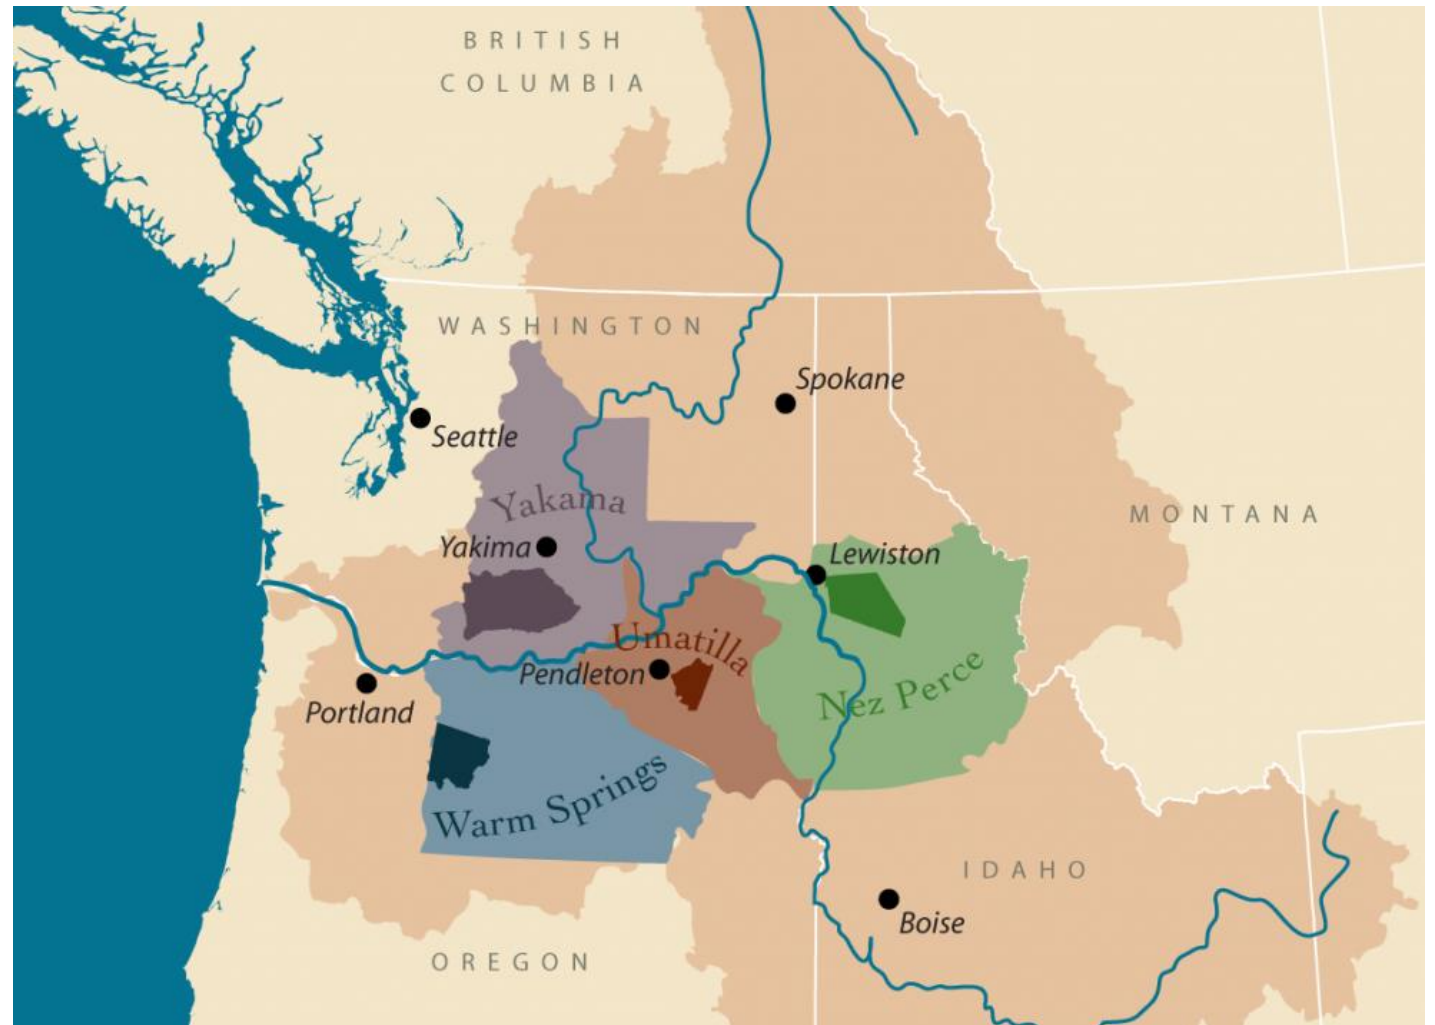 BRITISH
COLUMBIA
WASHINGTON
Spokane
Seattle
Yakama
MONTANA
Yakima
Lewiston
Umatilla
Pendleton
Nez Perce
Portland
Warm Springs
IDAHO
Boise
OREGON